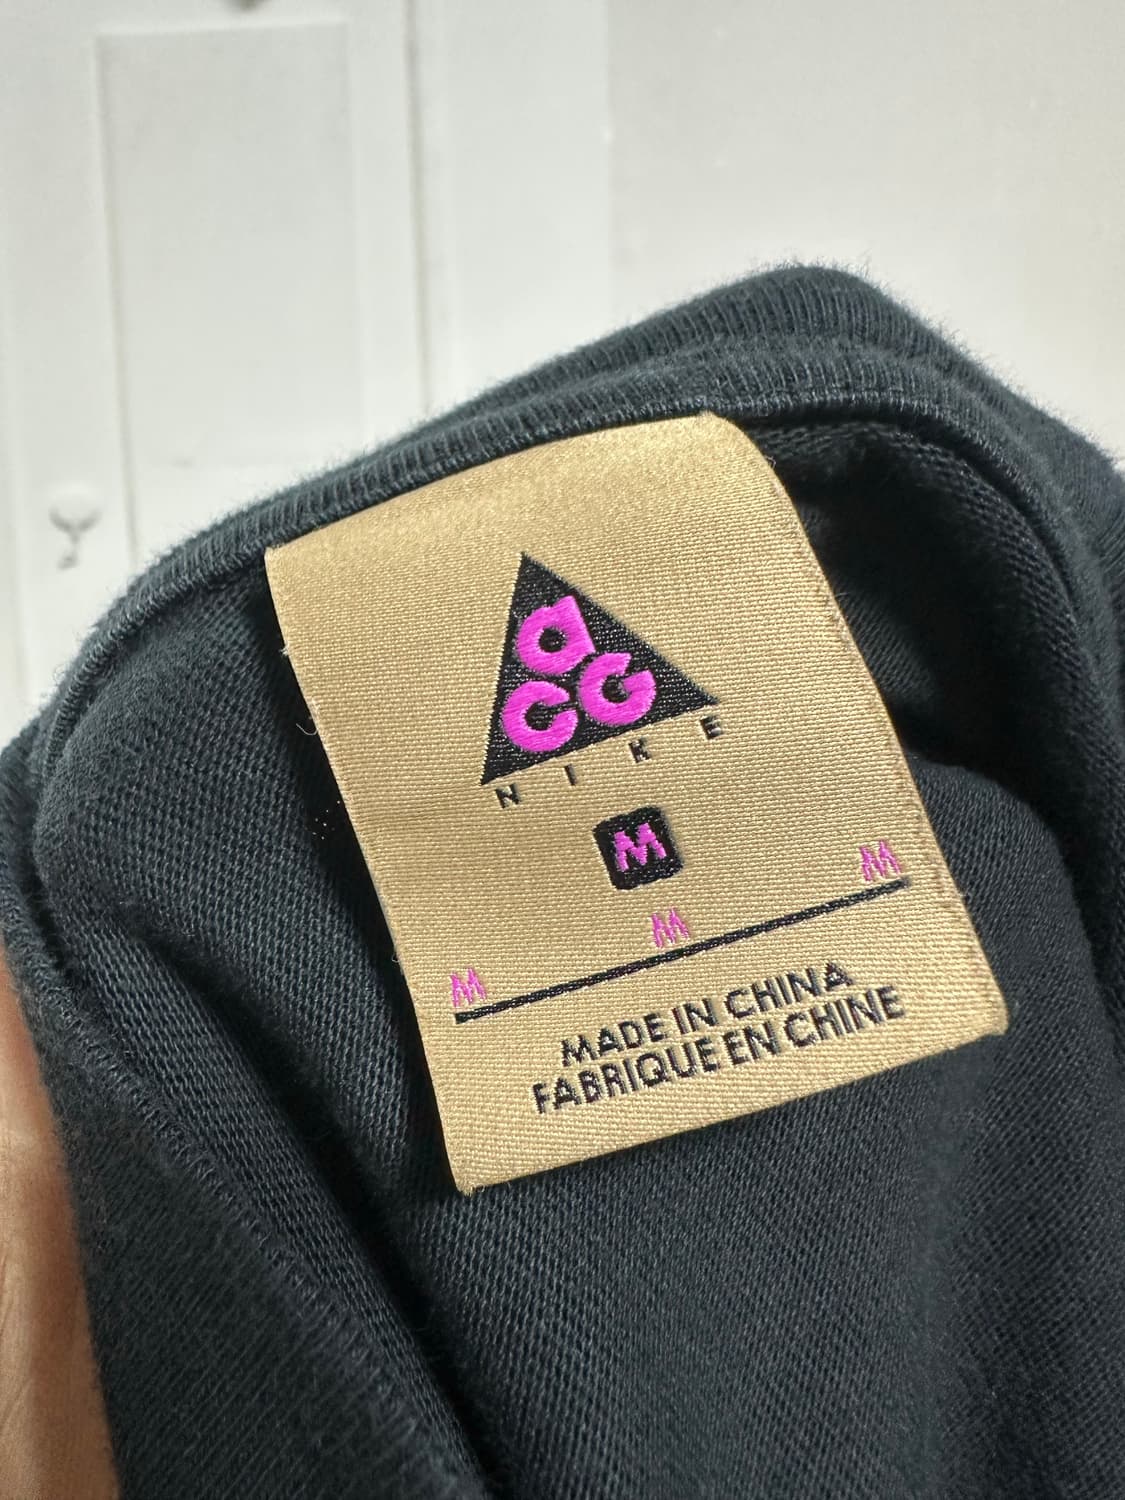 aCG
NIKE
M
M M M
MADE IN CHINA
FABRIQUE EN CHINE